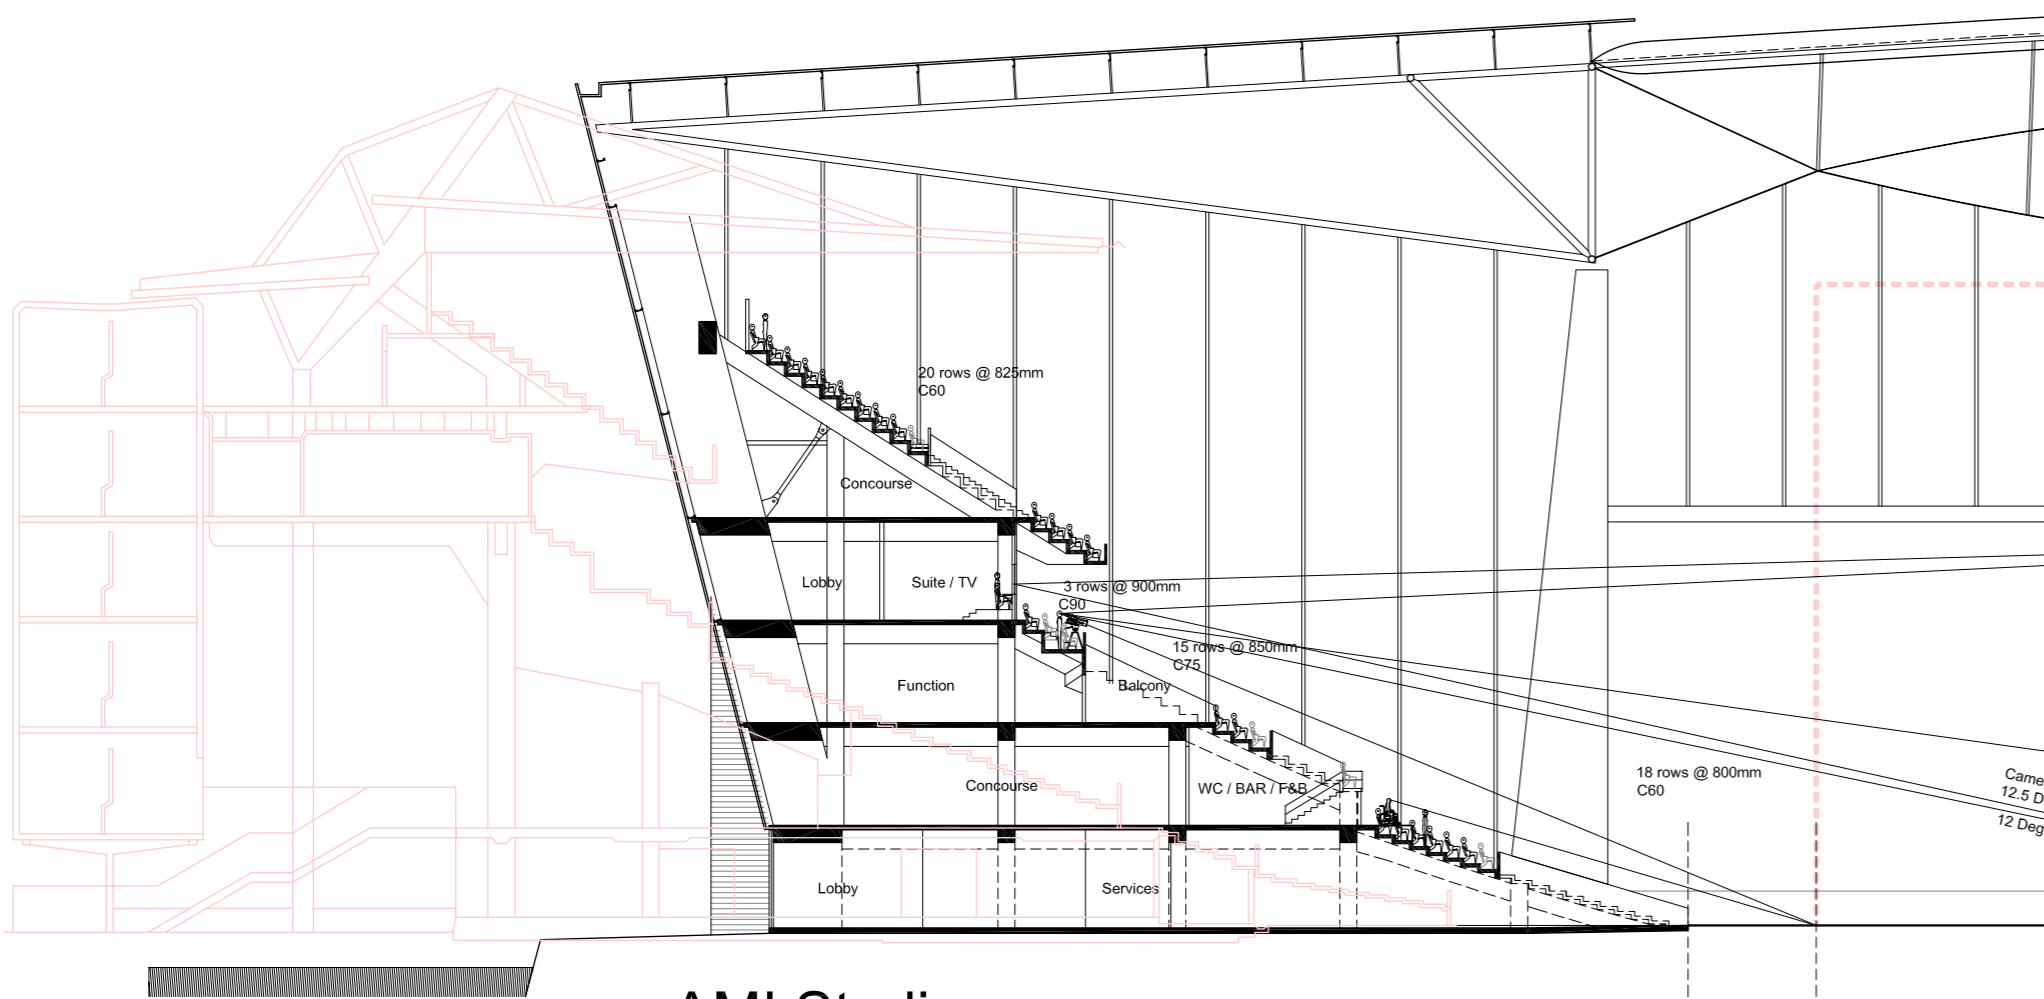 20 rows @ 825mm
C60
Concourse
Lobby
Suite / TV
3 rows @ 900mm
C90
15 rows @ 850mm
C75
Function
Balcony
Concourse
WC / BAR / F&B
18 rows @ 800mm
C60
Came
12.5 D
12 Deg
Lobby
Services